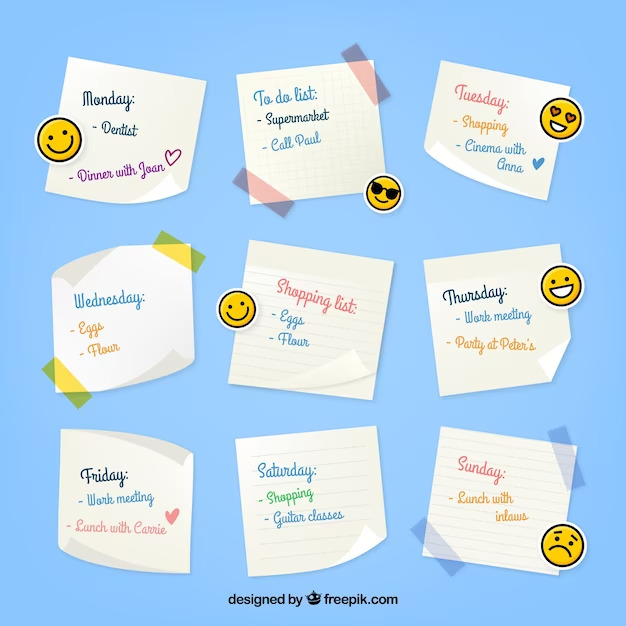 Monday:
- Dentist
- Dinner with Joan
To do list:
- Supermarket
- Call Paul
Tuesday:
- Shopping
- Cinema with
Anna
Wednesday:
- Eggs
- Flour
Shopping list:
- Eggs
- Flour
Thursday:
- Work meeting
- Party at Peter's
Friday:
- Work meeting
- Lunch with Carrie
Saturday:
- Shopping
- Guitar classes
Sunday:
- Lunch with
inlaws
designed by freepik.com